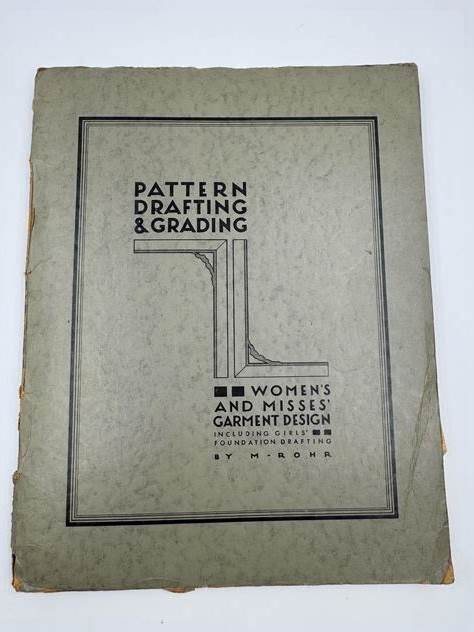 PATTERN
DRAFTING
& GRADING
WOMEN'S
AND MISSES'
GARMENT DESIGN
INCLUDING GIRLS'
FOUNDATION DRAFTING
BY M-ROHR